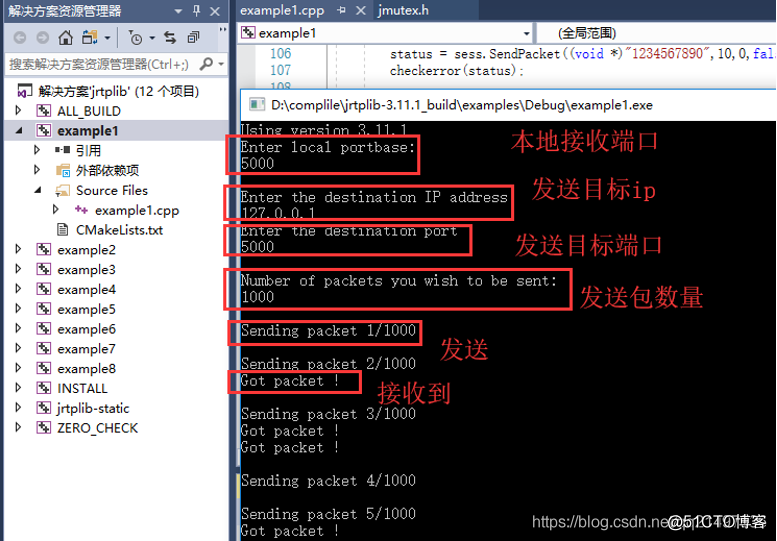 解决方案资源管理器
搜索解决方案资源管理器(Ctrl+;)
解决方案'jrtplib' (12 个项目)
ALL_BUILD
example1
引用
外部依赖项
Source Files
example1.cpp
CMakeLists.txt
example2
example3
example4
example5
example6
example7
example8
INSTALL
jrtplib-static
ZERO_CHECK
example1.cpp
jmutex.h
example1
(全局范围)
106 status = sess.SendPacket((void *)"1234567890",10,0,fal
107 checkerror(status);
108
D:\complile\jrtplib-3.11.1_build\examples\Debug\example1.exe
Using version 3.11.1
Enter local portbase:
5000
本地接收端口
Enter the destination IP address
127.0.0.1
发送目标ip
Enter the destination port
5000
发送目标端口
Number of packets you wish to be sent:
1000
发送包数量
Sending packet 1/1000
发送
Sending packet 2/1000
Got packet !
接收到
Sending packet 3/1000
Got packet !
Got packet !
Sending packet 4/1000
Sending packet 5/1000
Got packet !
@51CTO博客